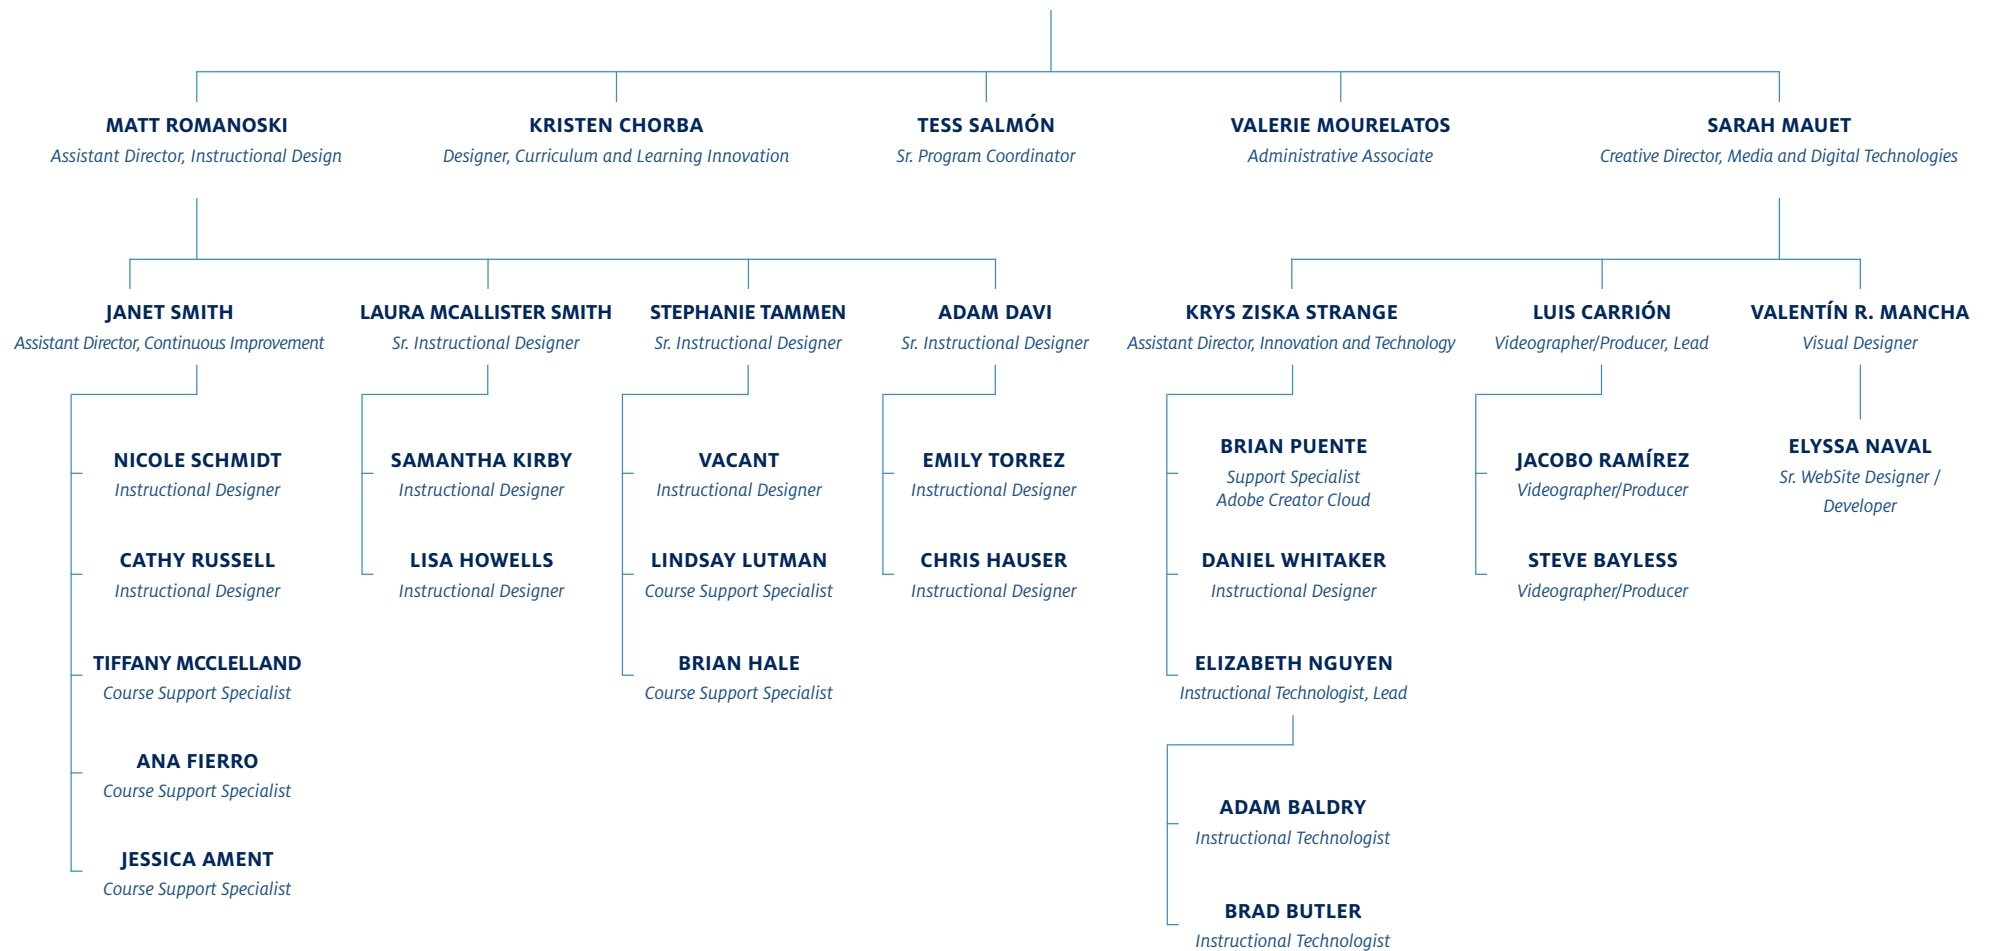 MATT ROMANOSKI
Assistant Director, Instructional Design
KRISTEN CHORBA
Designer, Curriculum and Learning Innovation
TESS SALMÓN
Sr. Program Coordinator
VALERIE MOURELATOS
Administrative Associate
SARAH MAUET
Creative Director, Media and Digital Technologies
JANET SMITH
Assistant Director, Continuous Improvement
LAURA MCALLISTER SMITH
Sr. Instructional Designer
STEPHANIE TAMMEN
Sr. Instructional Designer
ADAM DAVI
Sr. Instructional Designer
KRYS ZISKA STRANGE
Assistant Director, Innovation and Technology
LUIS CARRIÓN
Videographer/Producer, Lead
VALENTÍN R. MANCHA
Visual Designer
NICOLE SCHMIDT
Instructional Designer
CATHY RUSSELL
Instructional Designer
TIFFANY MCCLELLAND
Course Support Specialist
ANA FIERRO
Course Support Specialist
JESSICA AMENT
Course Support Specialist
SAMANTHA KIRBY
Instructional Designer
LISA HOWELLS
Instructional Designer
VACANT
Instructional Designer
LINDSAY LUTMAN
Course Support Specialist
BRIAN HALE
Course Support Specialist
EMILY TORREZ
Instructional Designer
CHRIS HAUSER
Instructional Designer
BRIAN PUENTE
Support Specialist
Adobe Creator Cloud
DANIEL WHITAKER
Instructional Designer
ELIZABETH NGUYEN
Instructional Technologist, Lead
ADAM BALDRY
Instructional Technologist
BRAD BUTLER
Instructional Technologist
JACOBO RAMÍREZ
Videographer/Producer
STEVE BAYLESS
Videographer/Producer
ELYSSA NAVAL
Sr. WebSite Designer /
Developer